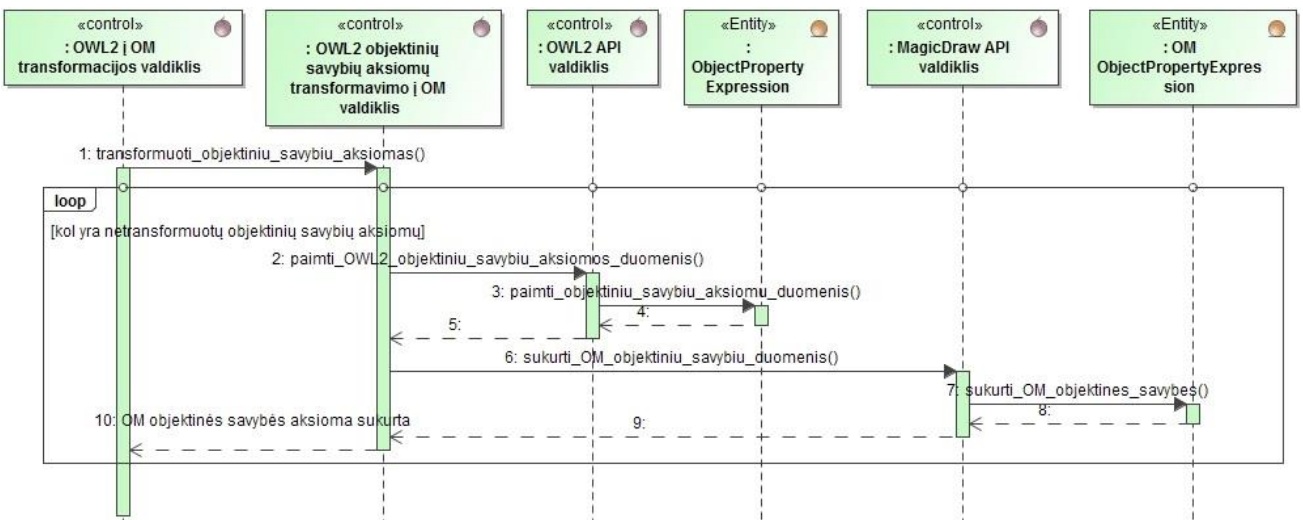 «control»
: OWL2 į OM
transformacijos valdiklis
«control»
: OWL2 objektinių
savybių aksiomų
transformavimo į OM
valdiklis
«control»
: OWL2 API
valdiklis
«Entity»
:
ObjectProperty
Expression
«control»
: MagicDraw API
valdiklis
«Entity»
: OM
ObjectPropertyExpres
sion
1: transformuoti_objektiniu_savybiu_aksiomas()
loop
[kol yra netransformuotų objektinių savybių aksiomų]
2: paimti_OWL2_objektiniu_savybiu_aksiomos_duomenis()
3: paimti_objektiniu_savybiu_aksiomu_duomenis()
4:
5:
6: sukurti_OM_objektiniu_savybiu_duomenis()
7: sukurti_OM_objektines_savybes()
8:
9:
10: OM objektinės savybės aksioma sukurta